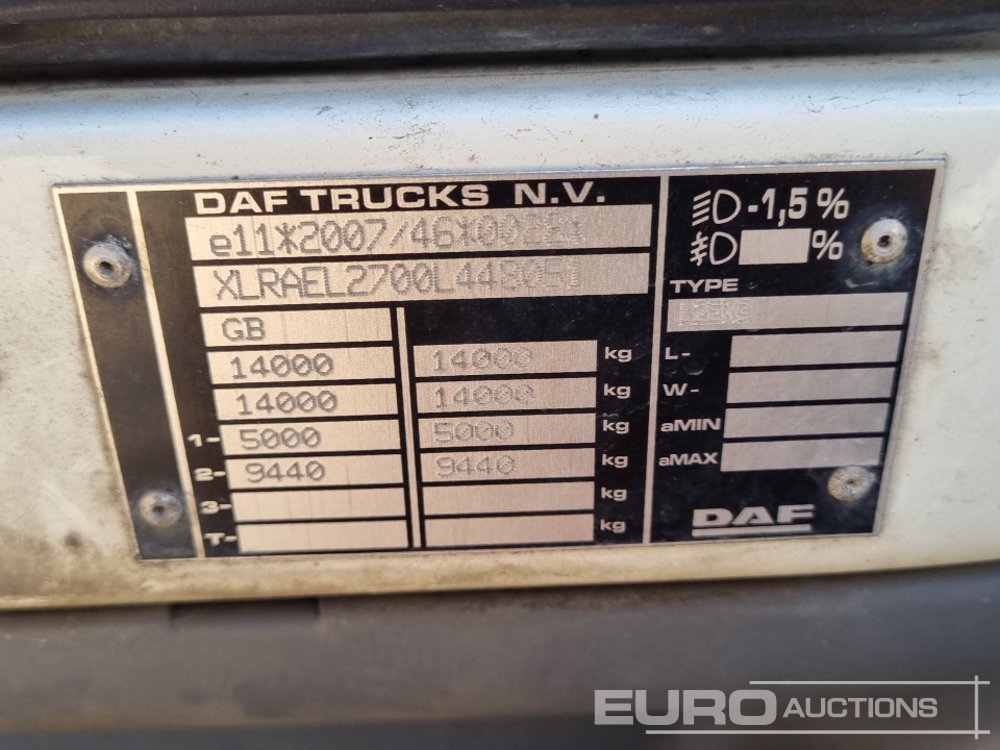 DAF TRUCKS N.V.
XLRAEL2700L445051
GB
14000 14000 kg
14000 14000 kg
1- 5000 5000 kg
2- 9440 9440 kg
3- kg
T- kg
-1,5 %
%
TYPE
L-
W-
aMIN
aMAX
DAF
EURO AUCTIONS